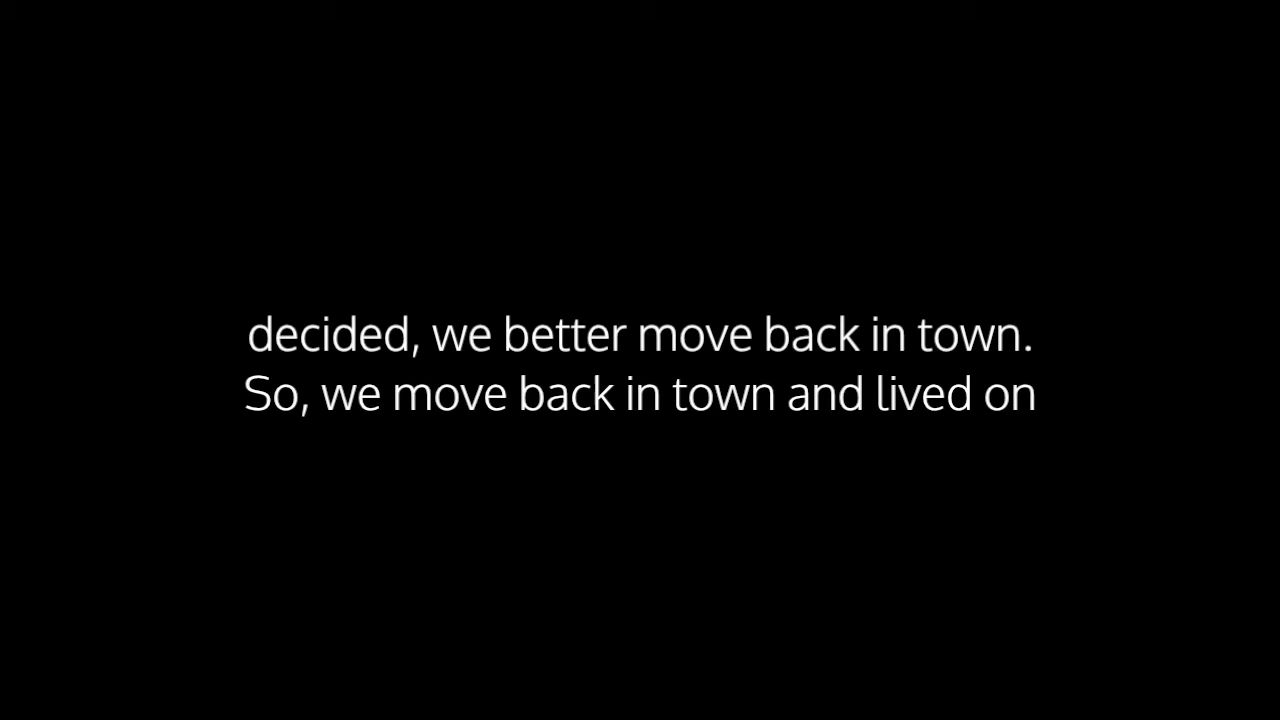 decided, we better move back in town.
So, we move back in town and lived on